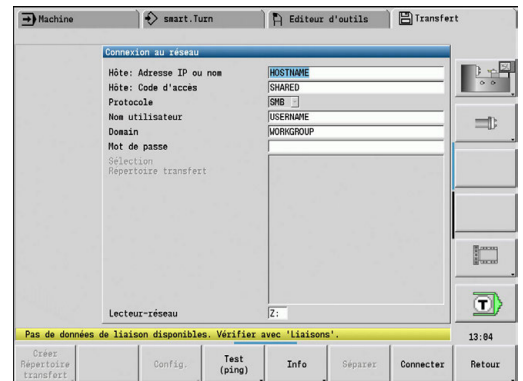 Machine
smart.Turn
Editeur d'outils
Transfert
Connexion au réseau
Hôte: Adresse IP ou nom HOSTNAME
Hôte: Code d'accès SHARED
Protocole SMB
Nom utilisateur USERNAME
Domain WORKGROUP
Mot de passe
Sélection
Répertoire transfert
Lecteur-réseau Z:
Pas de données de liaison disponibles. Vérifier avec 'Liaisons'.
13:04
Créer
Répertoire
transfert
Config.
Test
(ping)
Info
Séparer
Connecter
Retour
T